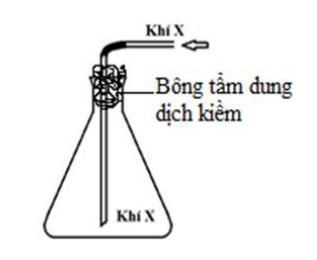 Khí X
Bông tẩm dung
dịch kiềm
Khí X